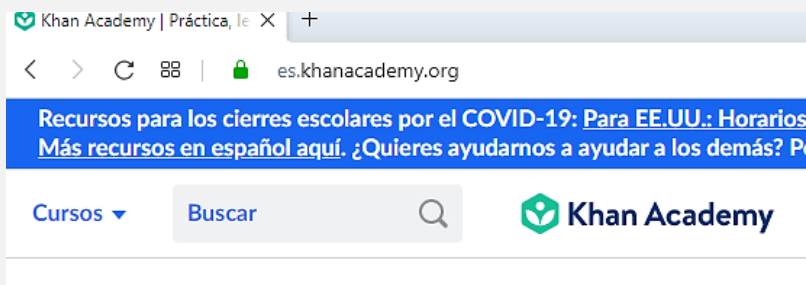 Khan Academy | Práctica, le
es.khanacademy.org
Recursos para los cierres escolares por el COVID-19: Para EE.UU.: Horarios
Más recursos en español aquí. ¿Quieres ayudarnos a ayudar a los demás?
Cursos
Buscar
Khan Academy